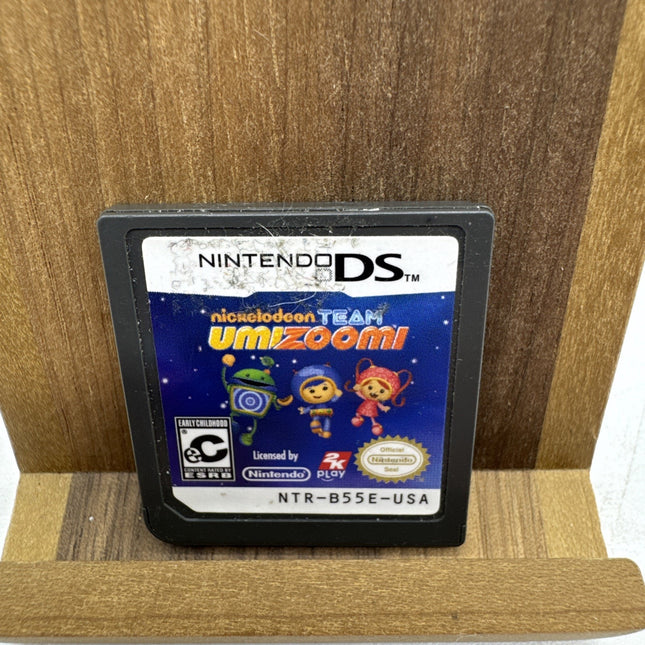 NINTENDO DS ™
nickelodeon TEAM
UMIZOOMI
EARLY CHILDHOOD
C
CONTENT RATED BY
ESRB
Licensed by
Nintendo
2K
play
Official
Nintendo
Seal
NTR-B55E-USA